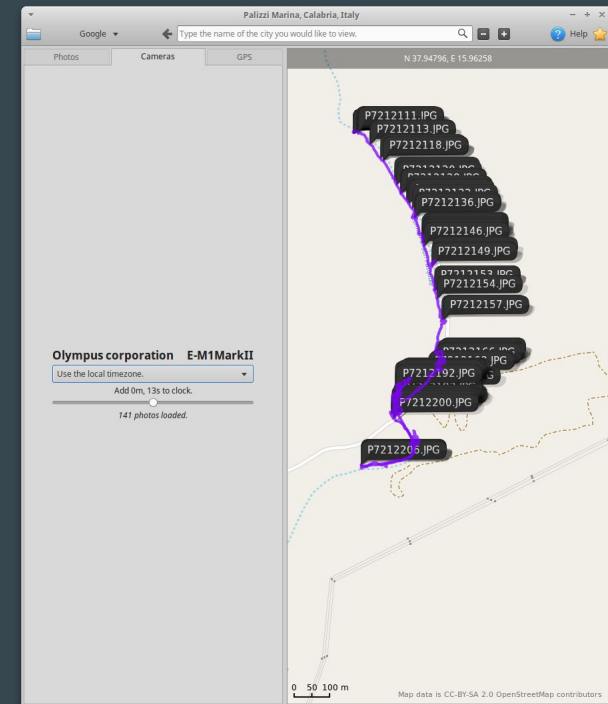 Palizzi Marina, Calabria, Italy
Google
Type the name of the city you would like to view.
Help
Photos
Cameras
GPS
N 37.94796, E 15.96258
P7212111.JPG
P7212113.JPG
P7212118.JPG
P7212136.JPG
P7212146.JPG
P7212149.JPG
P7212153.JPG
P7212154.JPG
P7212157.JPG
P7212192.JPG
P7212200.JPG
P7212206.JPG
Olympus corporation E-M1MarkII
Use the local timezone.
Add 0m, 13s to clock.
141 photos loaded.
0 50 100 m
Map data is CC-BY-SA 2.0 OpenStreetMap contributors